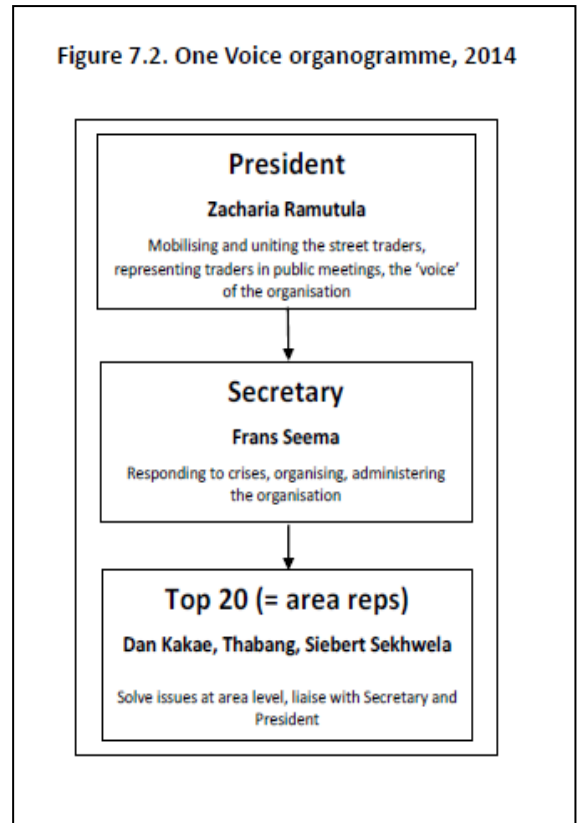 Figure 7.2. One Voice organogramme, 2014
President
Zacharia Ramutula
Mobilising and uniting the street traders,
representing traders in public meetings, the ‘voice’
of the organisation
Secretary
Frans Seema
Responding to crises, organising, administering
the organisation
Top 20 (= area reps)
Dan Kakae, Thabang, Siebert Sekhwela
Solve issues at area level, liaise with Secretary and
President